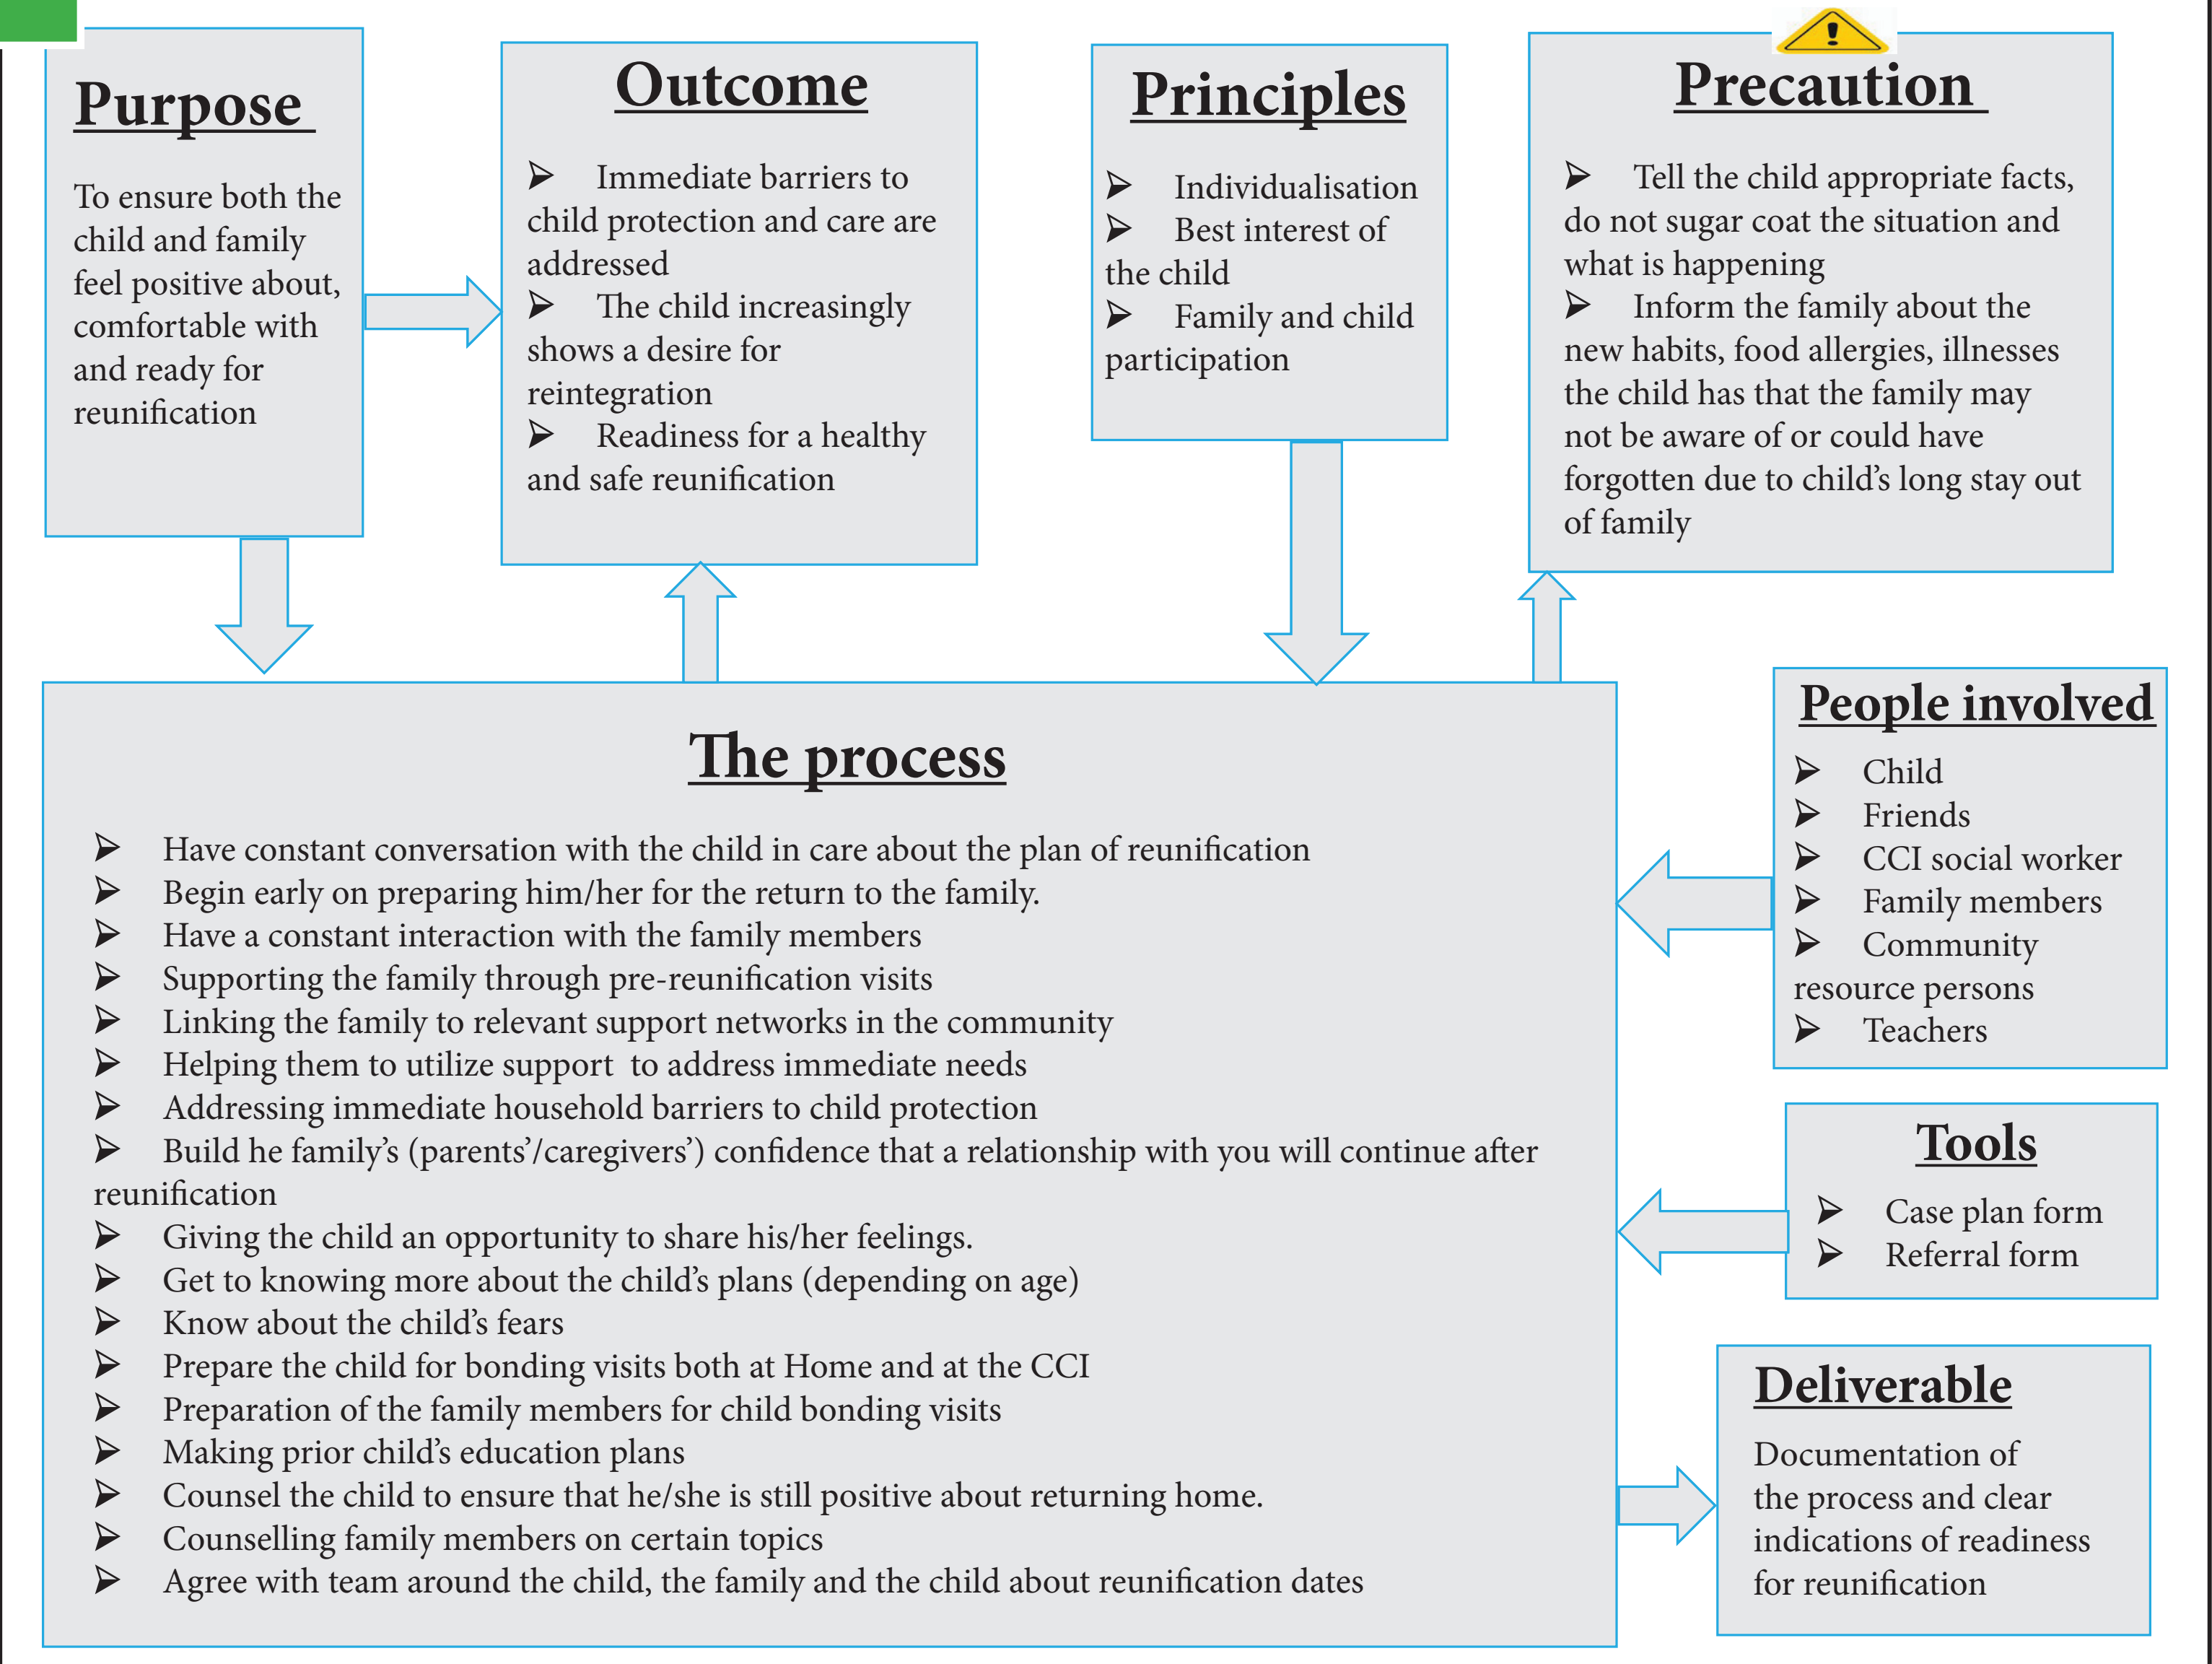 Purpose
To ensure both the
child and family
feel positive about,
comfortable with
and ready for
reunification
Outcome
➢ Immediate barriers to
child protection and care are
addressed
➢ The child increasingly
shows a desire for
reintegration
➢ Readiness for a healthy
and safe reunification
Principles
➢ Individualisation
➢ Best interest of
the child
➢ Family and child
participation
Precaution
➢ Tell the child appropriate facts,
do not sugar coat the situation and
what is happening
➢ Inform the family about the
new habits, food allergies, illnesses
the child has that the family may
not be aware of or could have
forgotten due to child's long stay out
of family
The process
➢ Have constant conversation with the child in care about the plan of reunification
➢ Begin early on preparing him/her for the return to the family.
➢ Have a constant interaction with the family members
➢ Supporting the family through pre-reunification visits
➢ Linking the family to relevant support networks in the community
➢ Helping them to utilize support  to address immediate needs
➢ Addressing immediate household barriers to child protection
➢ Build he family's (parents'/caregivers') confidence that a relationship with you will continue after
reunification
➢ Giving the child an opportunity to share his/her feelings.
➢ Get to knowing more about the child's plans (depending on age)
➢ Know about the child's fears
➢ Prepare the child for bonding visits both at Home and at the CCI
➢ Preparation of the family members for child bonding visits
➢ Making prior child's education plans
➢ Counsel the child to ensure that he/she is still positive about returning home.
➢ Counselling family members on certain topics
➢ Agree with team around the child, the family and the child about reunification dates
People involved
➢ Child
➢ Friends
➢ CCI social worker
➢ Family members
➢ Community
resource persons
➢ Teachers
Tools
➢ Case plan form
➢ Referral form
Deliverable
Documentation of
the process and clear
indications of readiness
for reunification